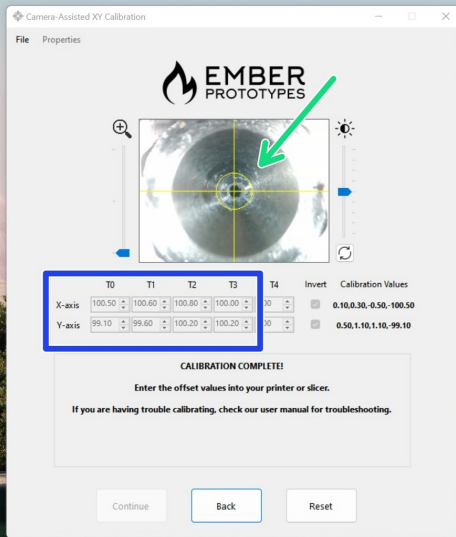 Camera-Assisted XY Calibration
File Properties
EMBER
PROTOTYPES
T0 T1 T2 T3 T4 Invert Calibration Values
X-axis 100.50 100.60 100.80 100.00 00 0.10,0.30,-0.50,-100.50
Y-axis 99.10 99.60 100.20 100.20 00 0.50,1.10,1.10,-99.10
CALIBRATION COMPLETE!
Enter the offset values into your printer or slicer.
If you are having trouble calibrating, check our user manual for troubleshooting.
Continue Back Reset